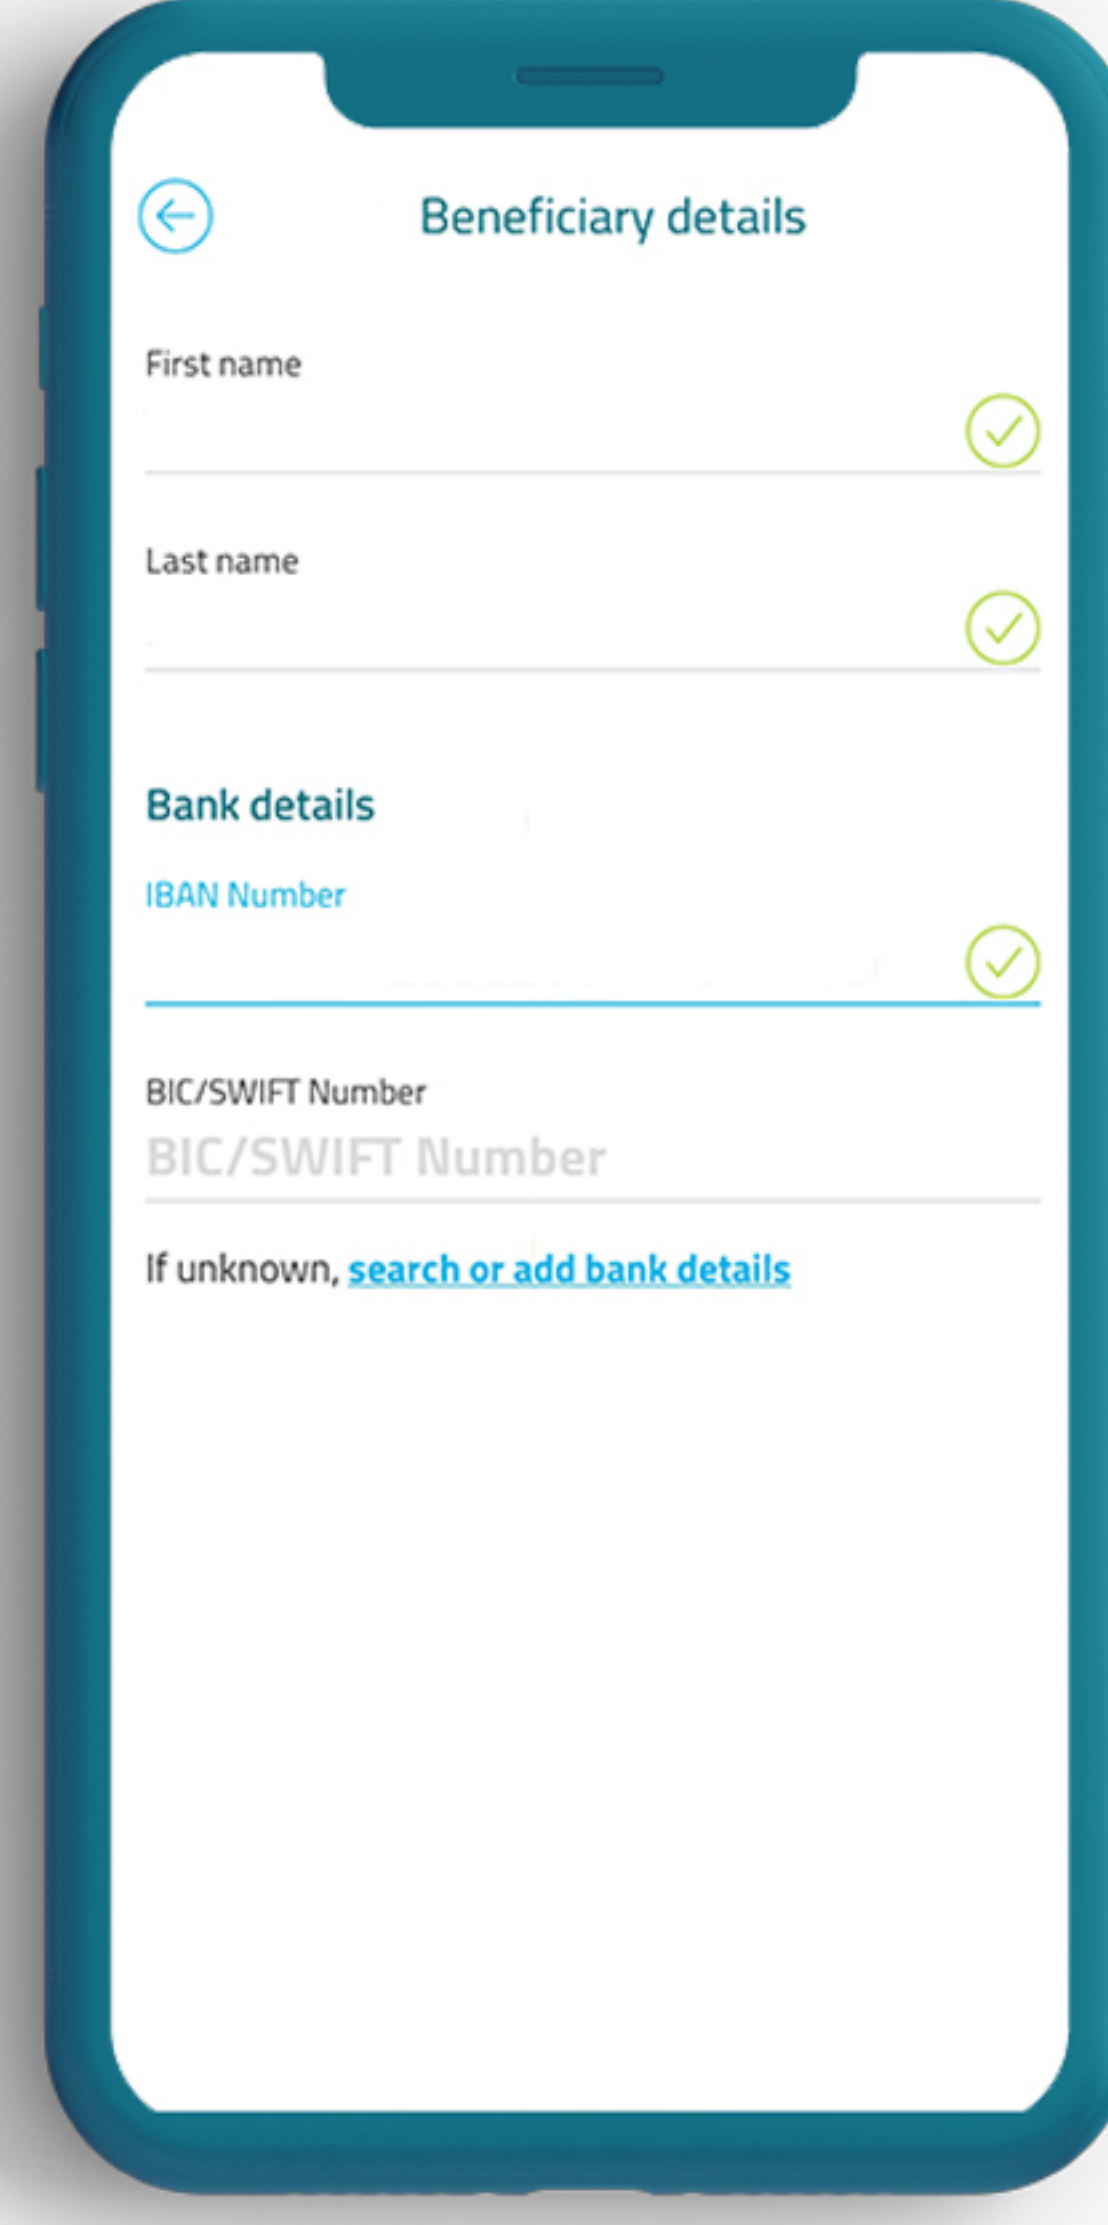 Beneficiary details
First name
Last name
Bank details
IBAN Number
BIC/SWIFT Number
BIC/SWIFT Number
If unknown, search or add bank details